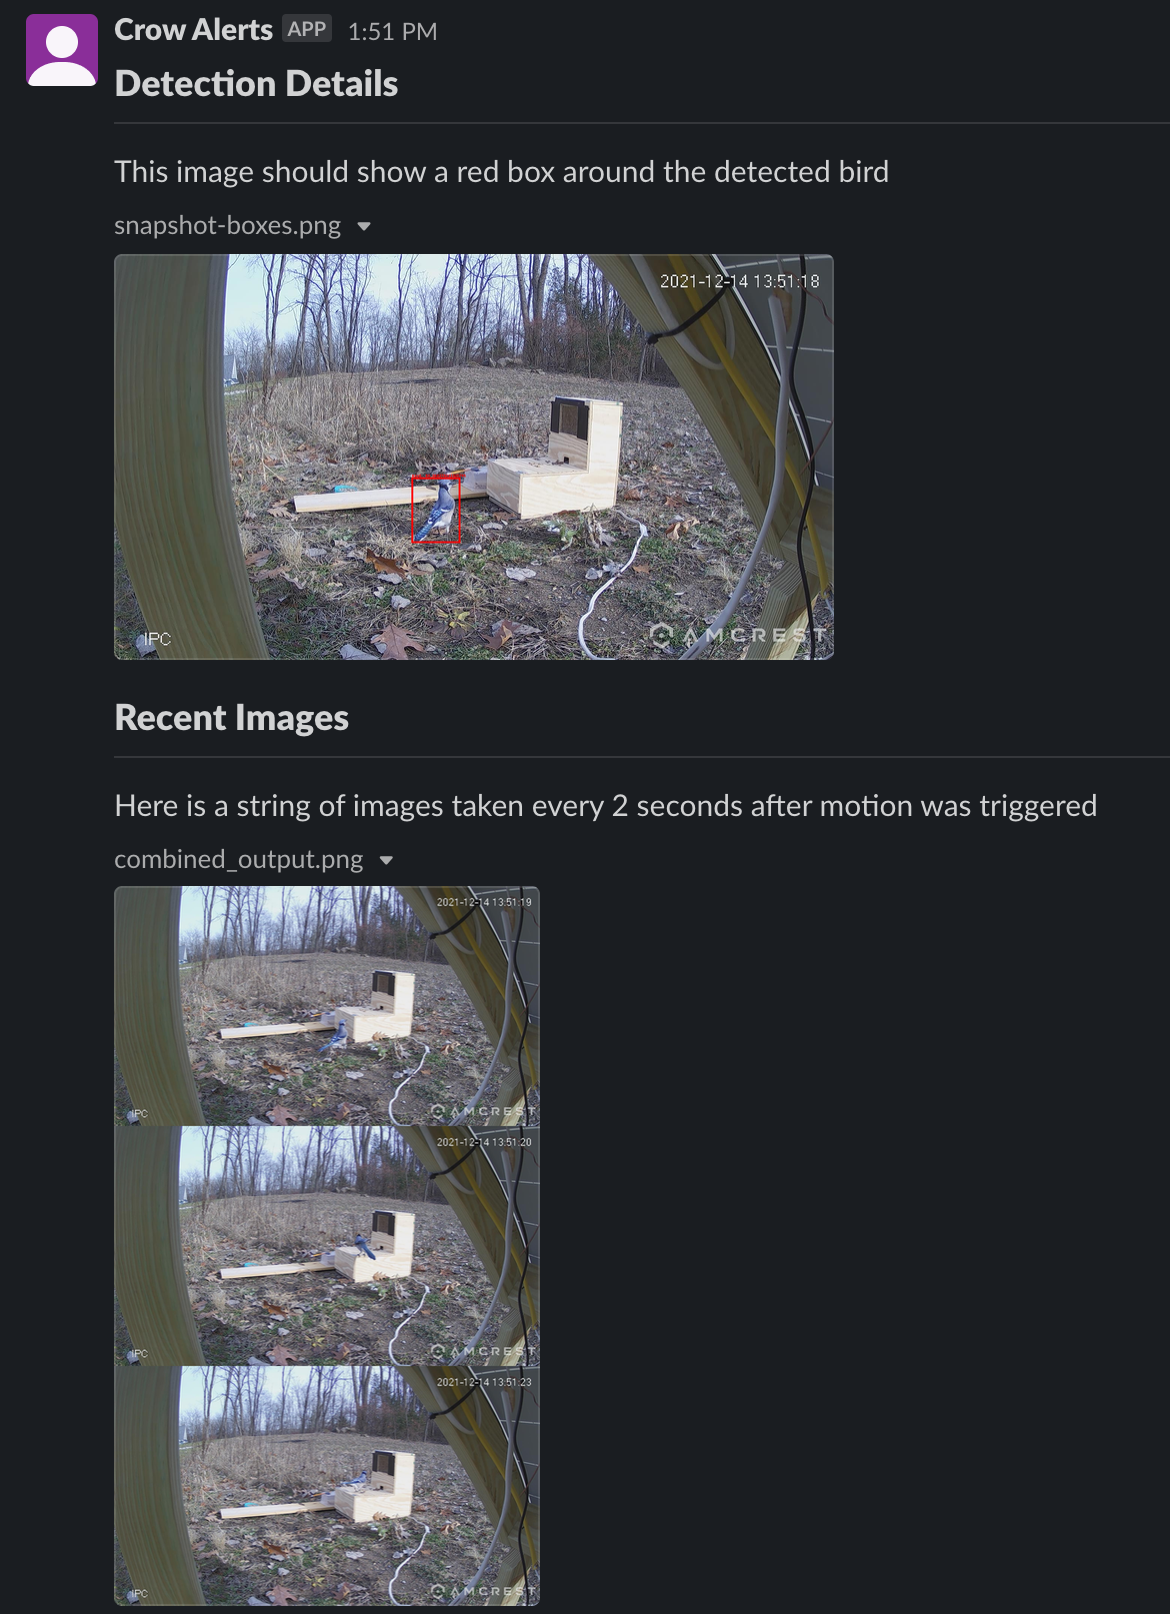 Crow Alerts APP 1:51 PM
Detection Details
This image should show a red box around the detected bird
snapshot-boxes.png
2021-12-14 13:51:18
IPC
AMCREST
Recent Images
Here is a string of images taken every 2 seconds after motion was triggered
combined_output.png
2021-12-14 13:51:19
IPC
AMCREST
2021-12-14 13:51:20
IPC
AMCREST
2021-12-14 13:51:23
IPC
AMCREST